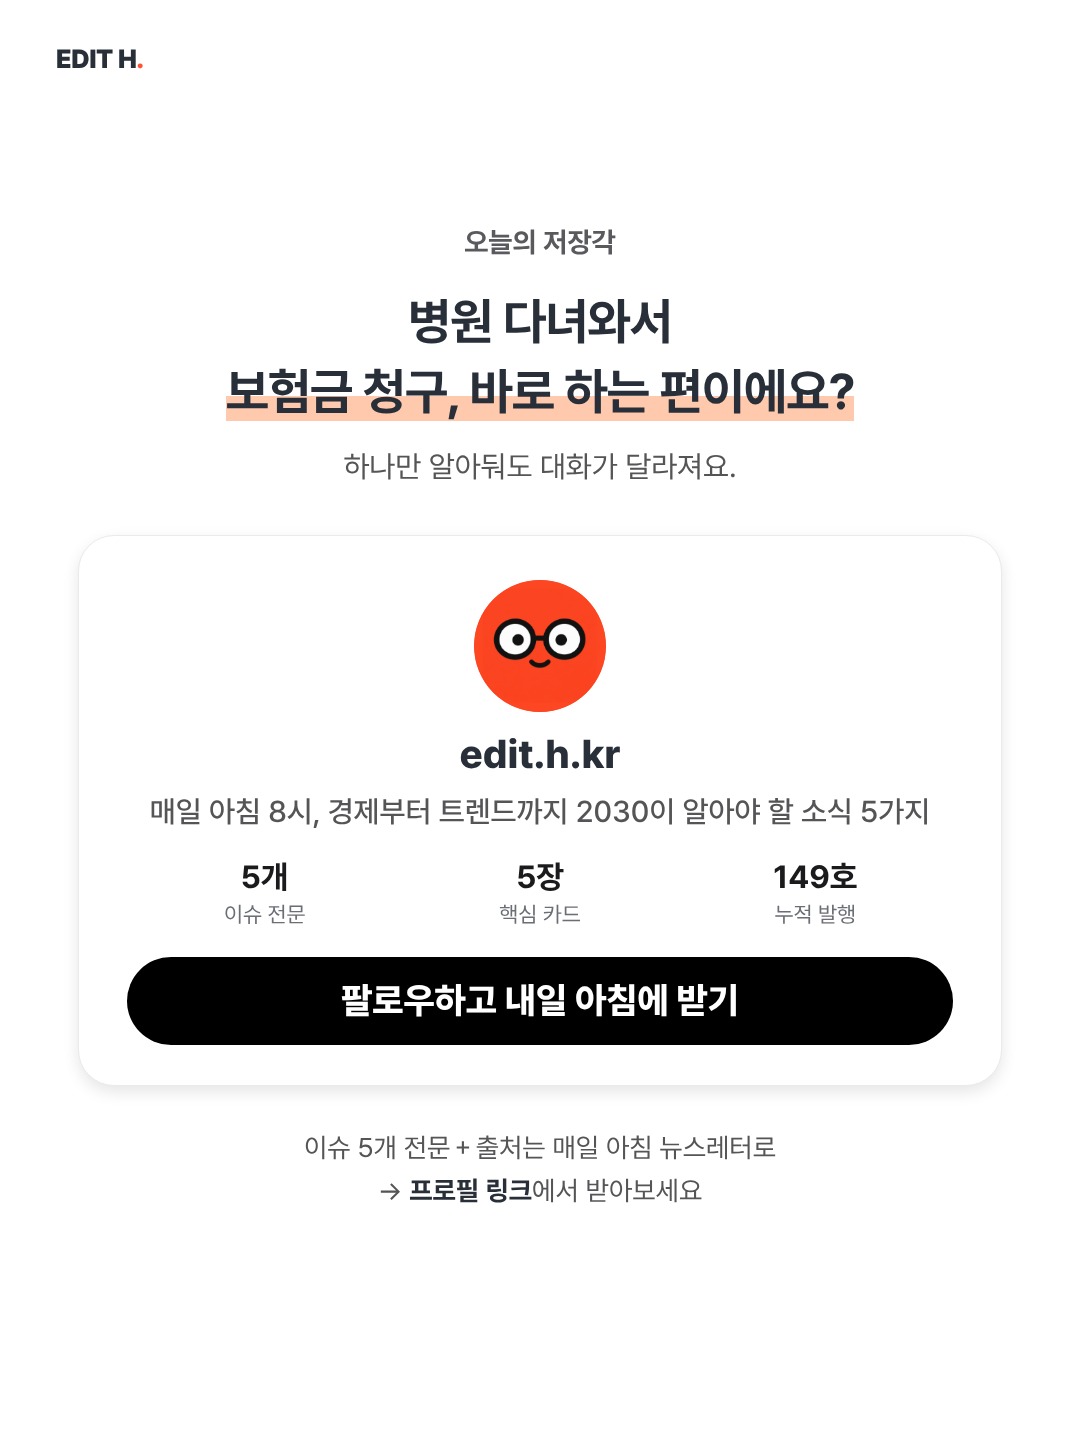 EDIT H.
오늘의 저장각
병원 다녀와서
보험금 청구, 바로 하는 편이에요?
하나만 알아둬도 대화가 달라져요.
edit.h.kr
매일 아침 8시, 경제부터 트렌드까지 2030이 알아야 할 소식 5가지
5개 5장 149호
이슈 전문 핵심 카드 누적 발행
팔로우하고 내일 아침에 받기
이슈 5개 전문 + 출처는 매일 아침 뉴스레터로
→ 프로필 링크에서 받아보세요